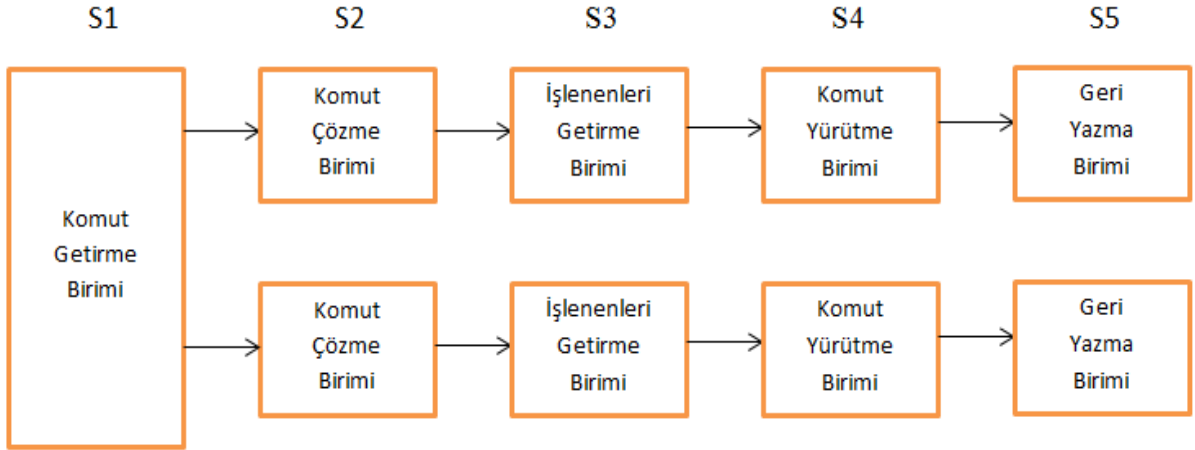 S1
S2
S3
S4
S5
Komut
Getirme
Birimi
Komut
Çözme
Birimi
İşlenenleri
Getirme
Birimi
Komut
Yürütme
Birimi
Geri
Yazma
Birimi
Komut
Çözme
Birimi
İşlenenleri
Getirme
Birimi
Komut
Yürütme
Birimi
Geri
Yazma
Birimi